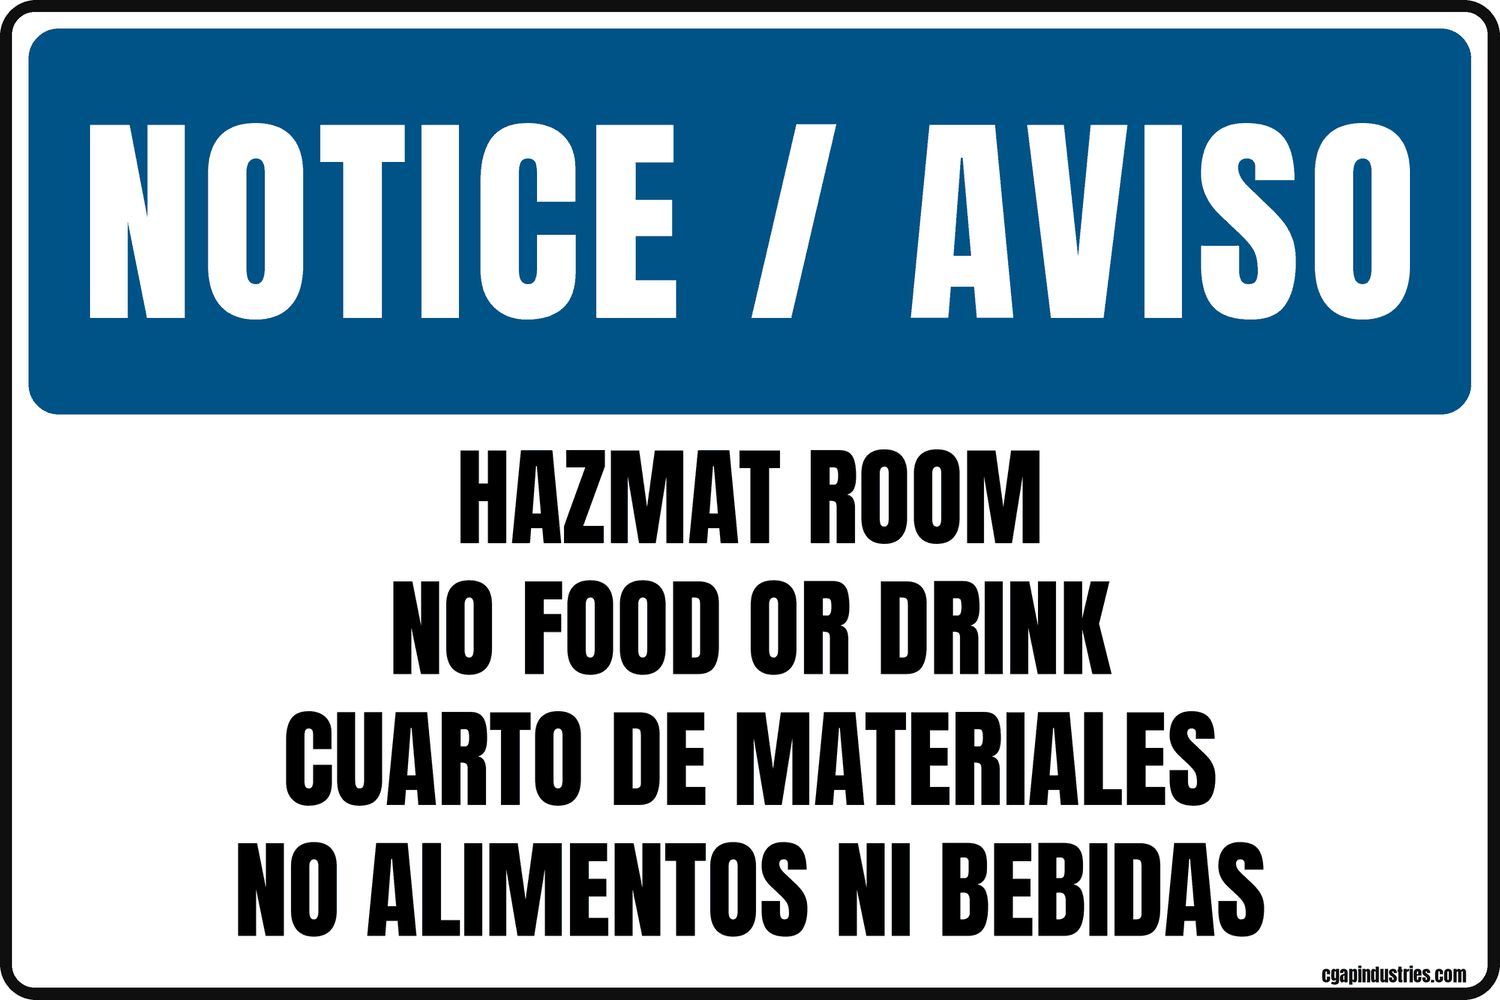 NOTICE / AVISO
HAZMAT ROOM
NO FOOD OR DRINK
CUARTO DE MATERIALES
NO ALIMENTOS NI BEBIDAS
cgapindustries.com